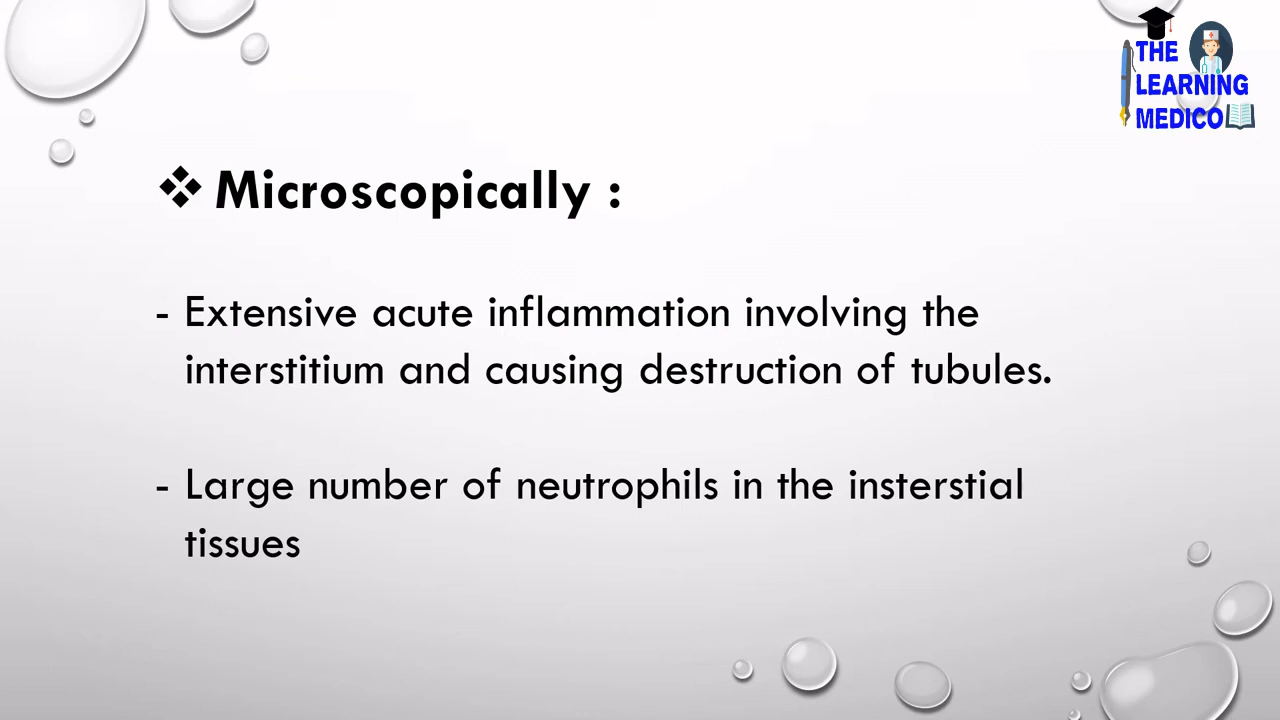 THE
LEARNING
MEDICO
❖ Microscopically :
- Extensive acute inflammation involving the
interstitium and causing destruction of tubules.
- Large number of neutrophils in the insterstial
tissues